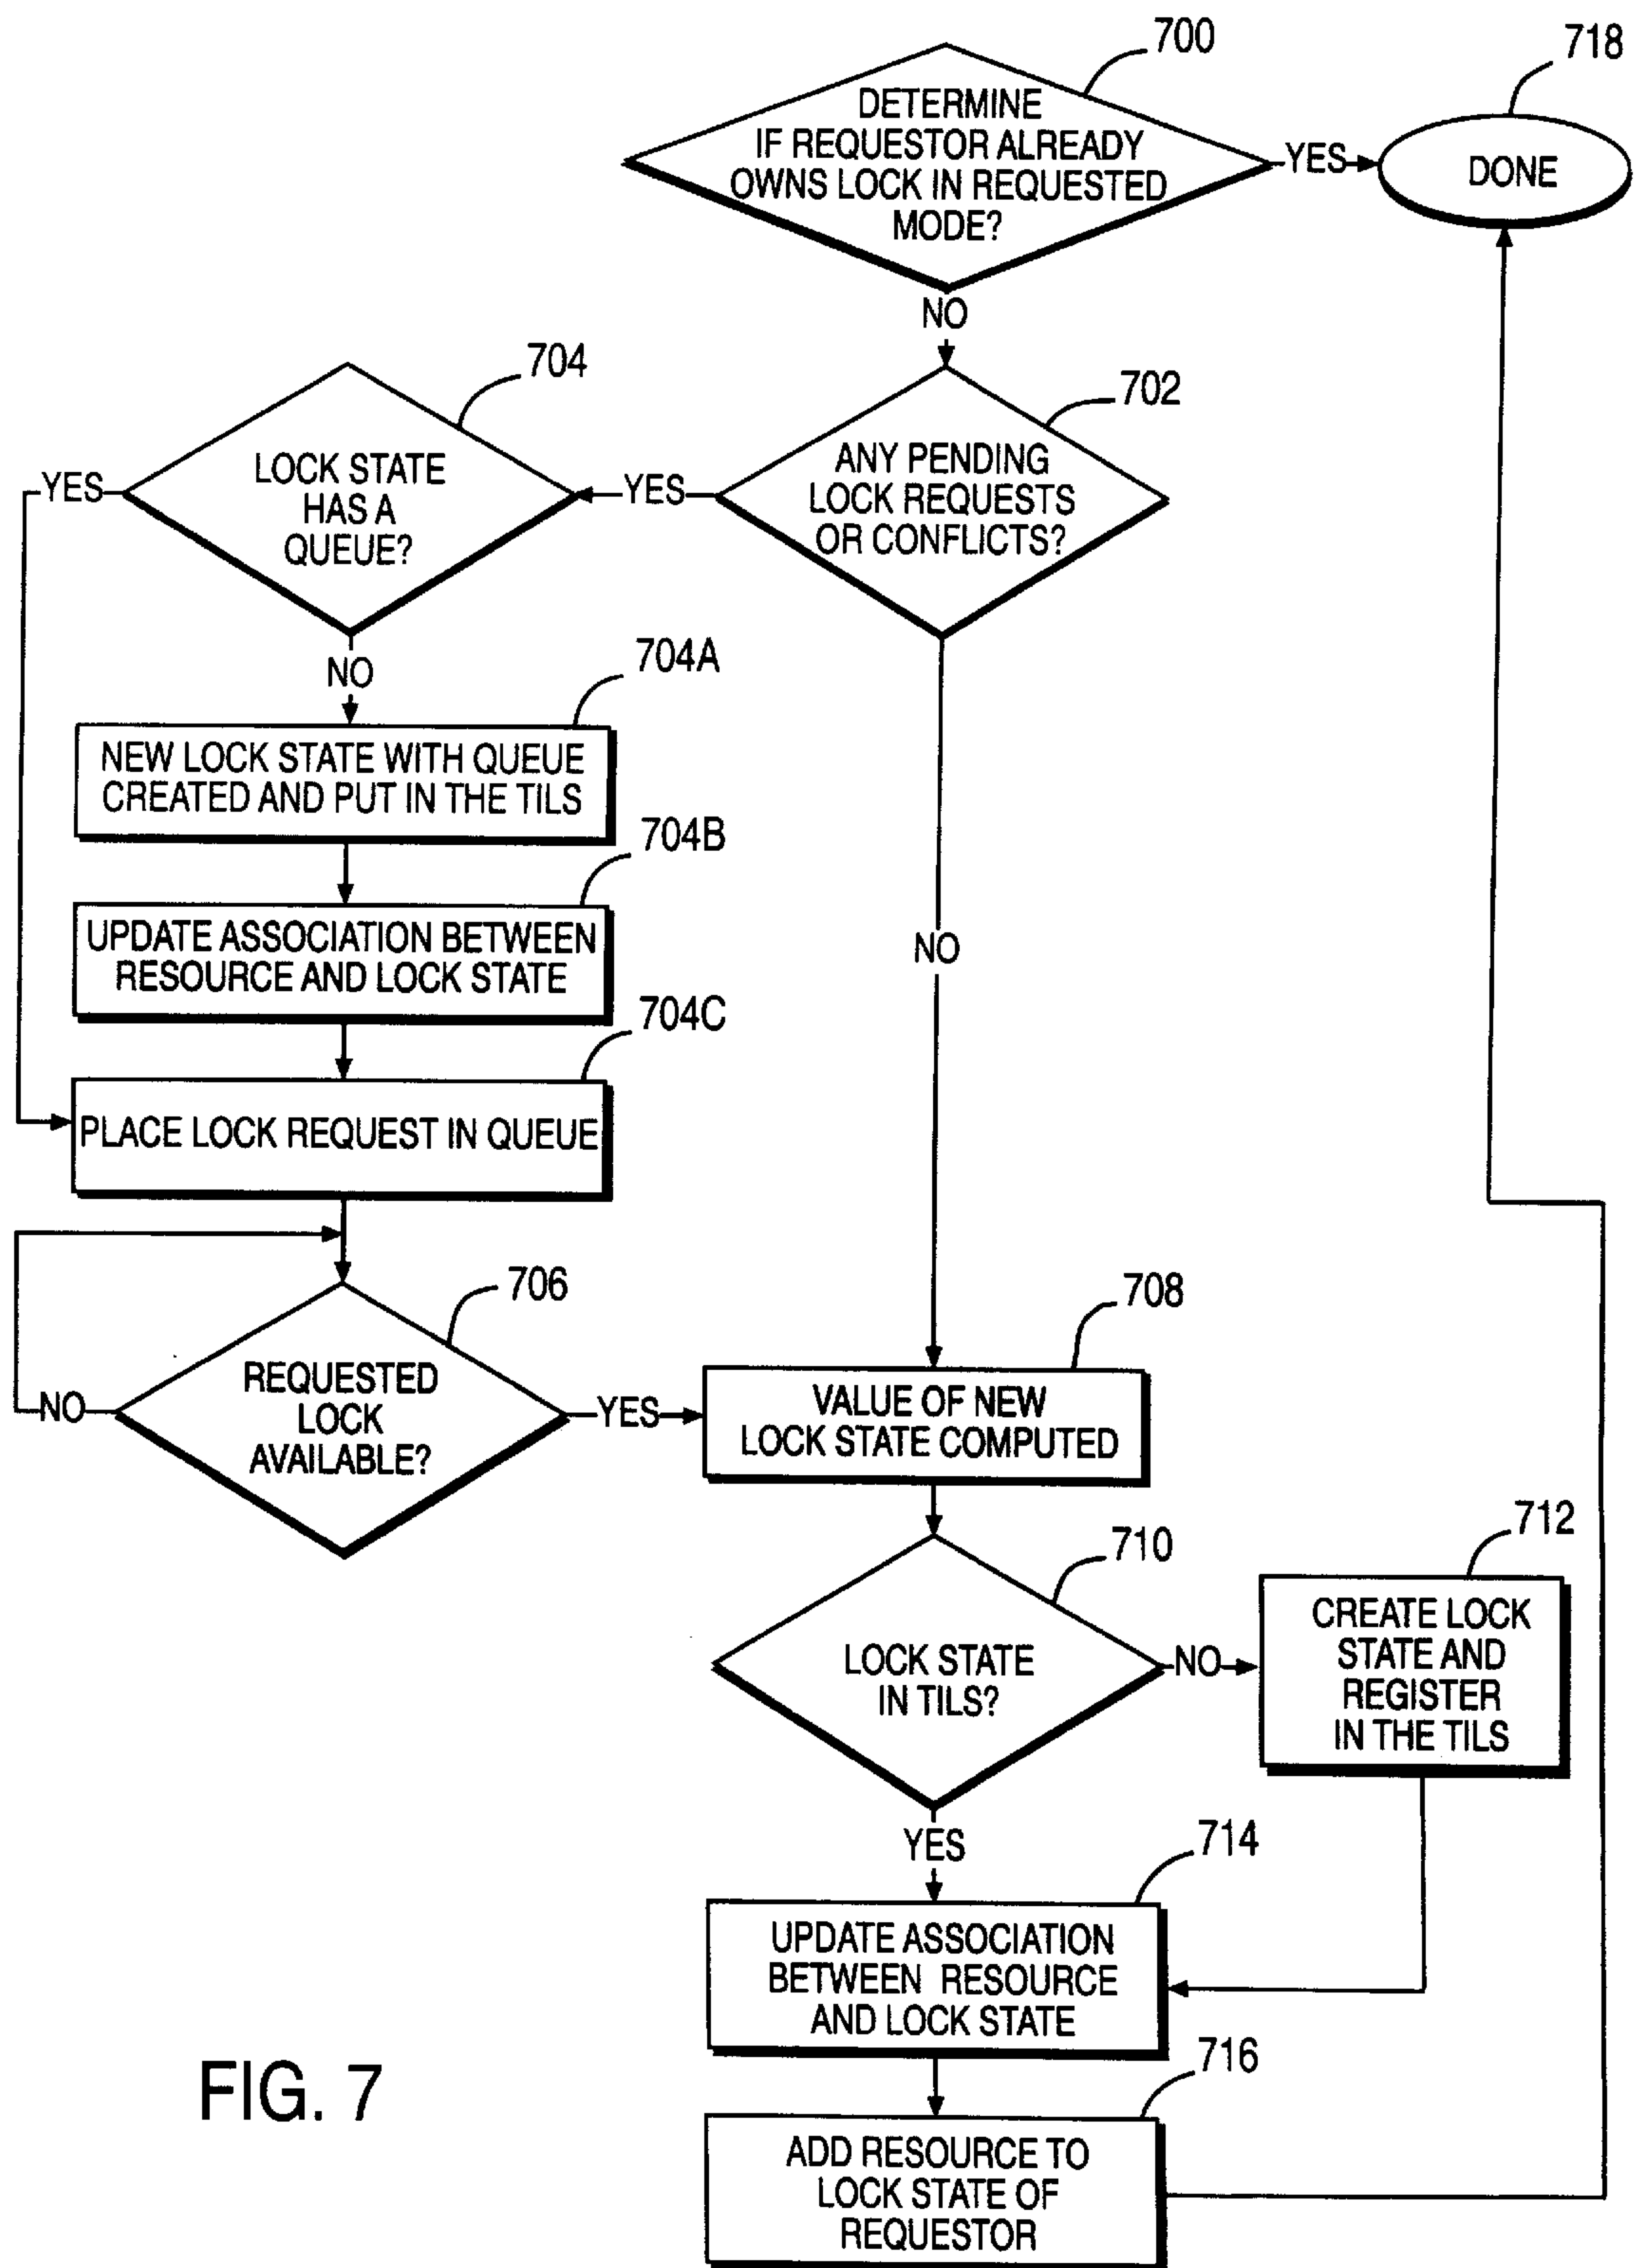 700
718
DETERMINE
IF REQUESTOR ALREADY
OWNS LOCK IN REQUESTED
MODE?
YES
DONE
NO
704
702
LOCK STATE
HAS A
QUEUE?
YES
YES
ANY PENDING
LOCK REQUESTS
OR CONFLICTS?
NO
704A
NEW LOCK STATE WITH QUEUE
CREATED AND PUT IN THE TILS
704B
UPDATE ASSOCIATION BETWEEN
RESOURCE AND LOCK STATE
NO
704C
PLACE LOCK REQUEST IN QUEUE
706
REQUESTED
LOCK
AVAILABLE?
NO
YES
708
VALUE OF NEW
LOCK STATE COMPUTED
710
LOCK STATE
IN TILS?
NO
712
CREATE LOCK
STATE AND
REGISTER
IN THE TILS
YES
714
UPDATE ASSOCIATION
BETWEEN RESOURCE
AND LOCK STATE
716
ADD RESOURCE TO
LOCK STATE OF
REQUESTOR
FIG. 7